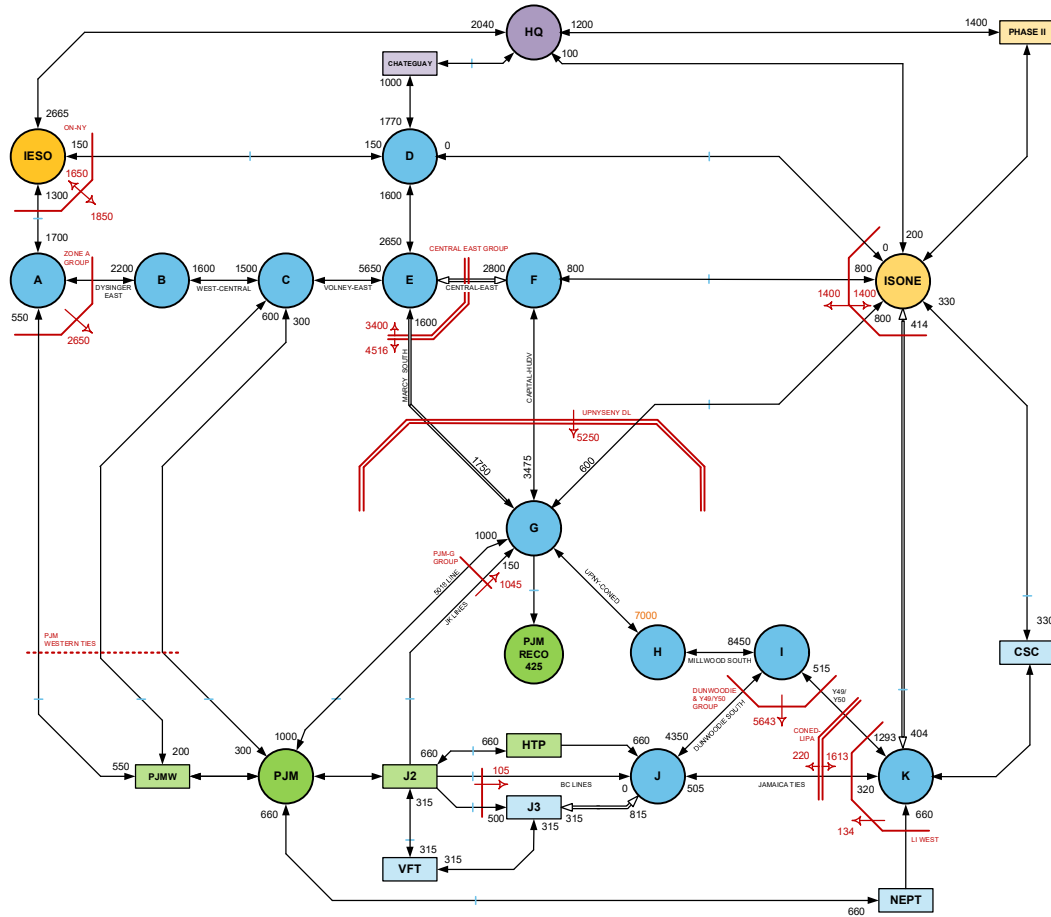 2040
HQ
1200
1400
PHASE II
100
CHATEGUAY
1000
2665
ON-NY
1770
150
150
0
IESO
D
1650
1300
1850
1600
1700
2650
200
0
ZONE A
GROUP
CENTRAL EAST GROUP
A
2200
B
1600
1500
C
5650
E
2800
F
800
800
ISONE
DYSINGER
EAST
WEST-CENTRAL
VOLNEY-EAST
CENTRAL-EAST
550
600
300
1400
1400
330
2650
3400
1600
800
414
4516
MARCY SOUTH
CAPITAL-HUDV
UPNYSENY DL
5250
1750
3475
600
G
1000
150
PJM-G
GROUP
1045
5018 LINE
JK LINES
UPNY-CONED
7000
PJM
WESTERN TIES
PJM
RECO
425
H
8450
I
MILLWOOD SOUTH
515
330
CSC
DUNWOODIE
& Y49/Y50
GROUP
DUNWOODIE SOUTH
Y49/
Y50
5643
CONED-
LIPA
4350
1293
404
1000
200
300
660
660
HTP
660
220
1613
550
PJMW
PJM
J2
105
BC LINES
J
JAMAICA TIES
K
0
505
320
660
315
500
J3
315
815
660
315
134
LI WEST
315
VFT
315
NEPT
660